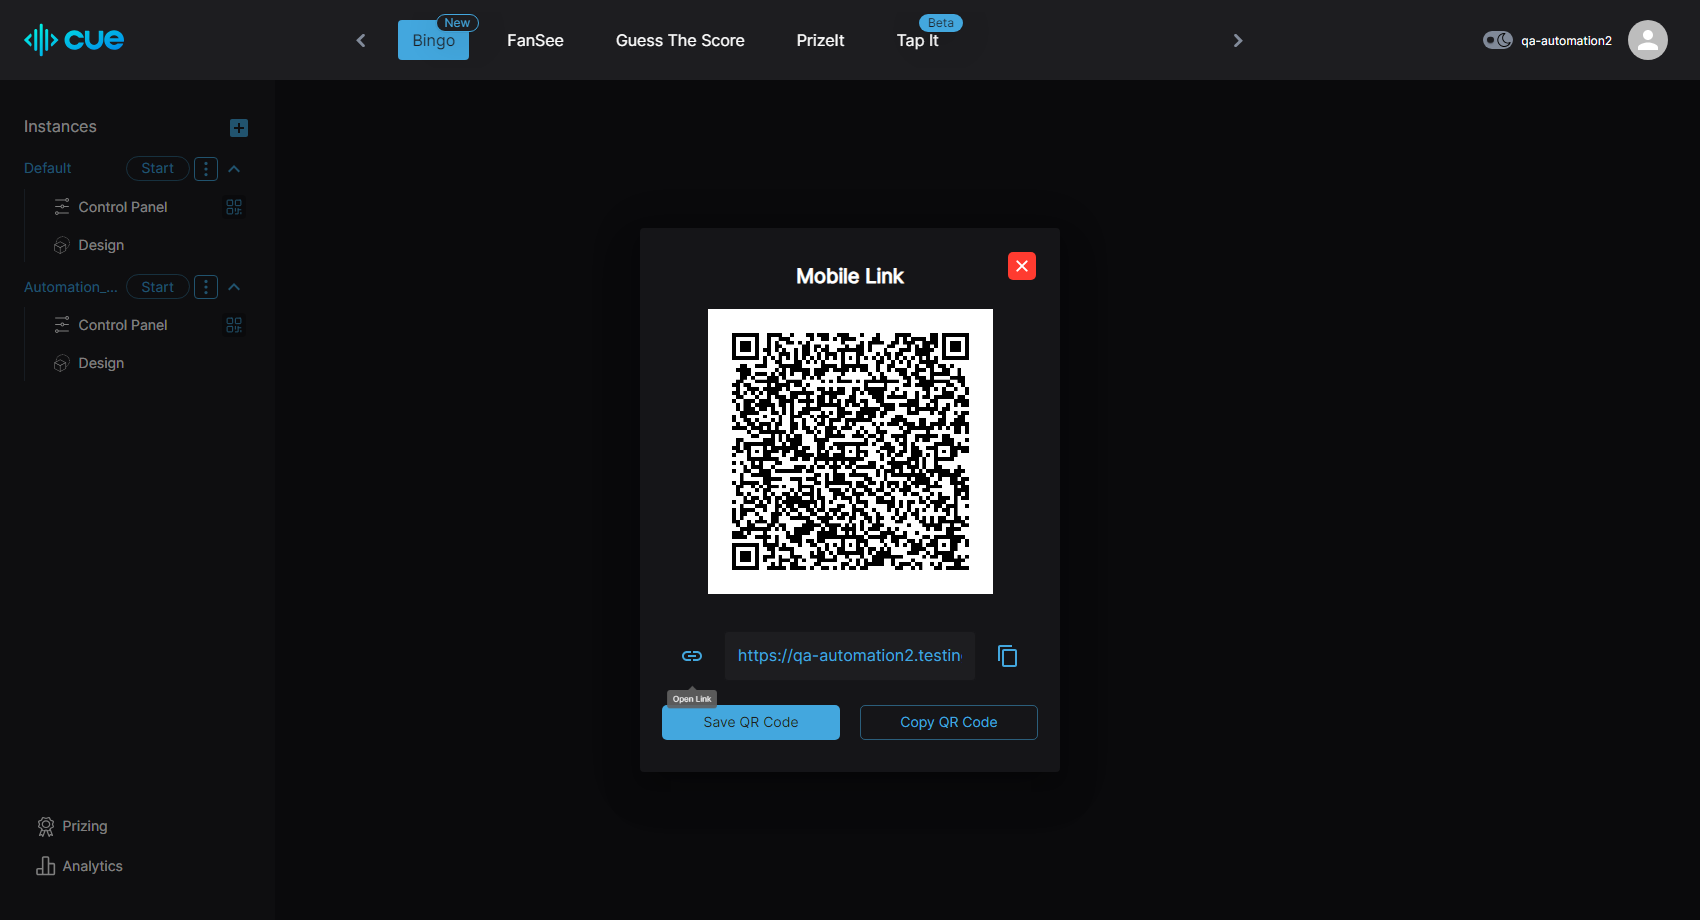 cue
Bingo
New
FanSee
Guess The Score
PrizeIt
Tap It
Beta
qa-automation2
Instances
Default
Start
Control Panel
Design
Automation_...
Start
Control Panel
Design
Prizing
Analytics
Mobile Link
https://qa-automation2.testin
Open Link
Save QR Code
Copy QR Code